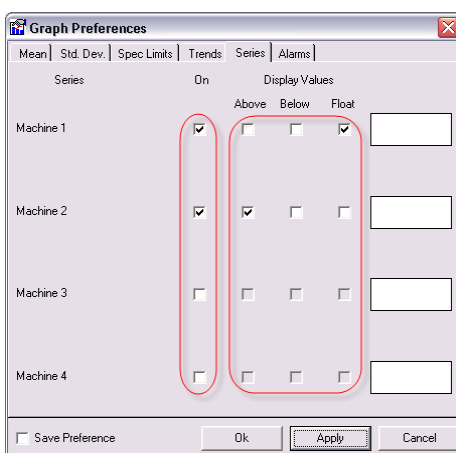 Graph Preferences
Mean Std. Dev. Spec Limits Trends Series Alarms
Series On Display Values
Above Below Float
Machine 1
Machine 2
Machine 3
Machine 4
Save Preference Ok Apply Cancel